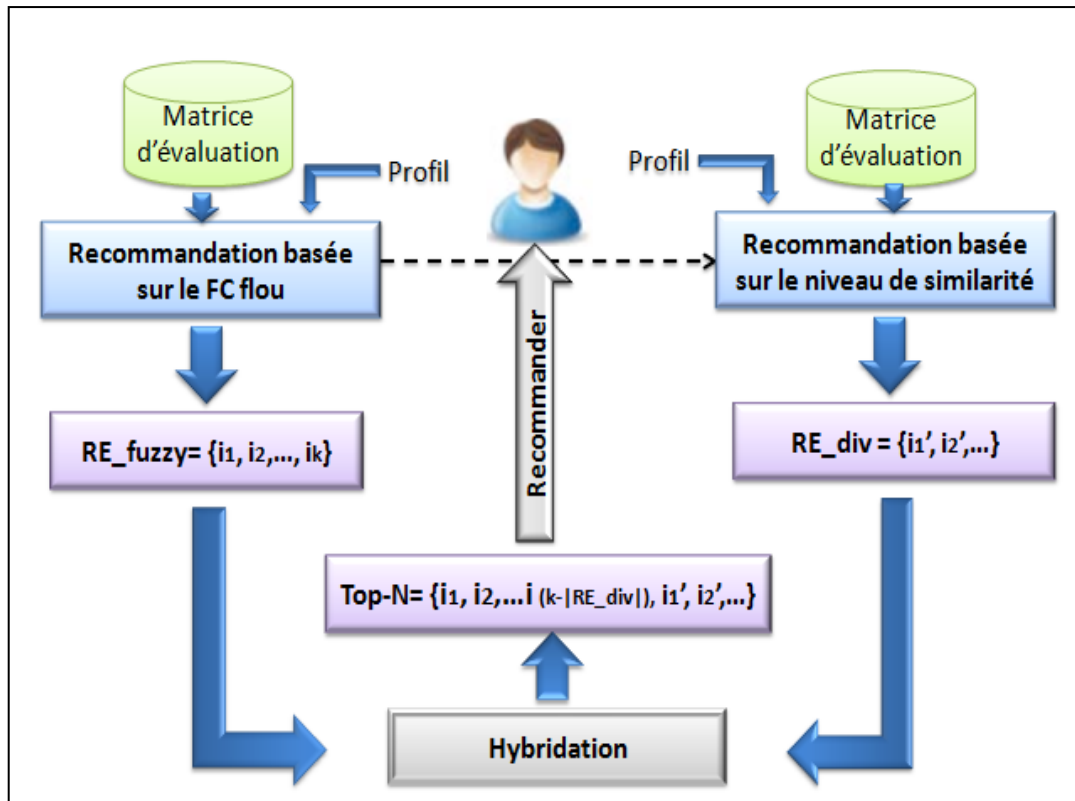 Matrice
d'évaluation
Profil
Recommandation basée
sur le FC flou
RE_fuzzy= {i1, i2,..., ik}
Profil
Matrice
d'évaluation
Recommandation basée
sur le niveau de similarité
RE_div = {i1', i2',...}
Recommander
Top-N= {i1, i2,...i (k-|RE_div|), i1', i2',...}
Hybridation